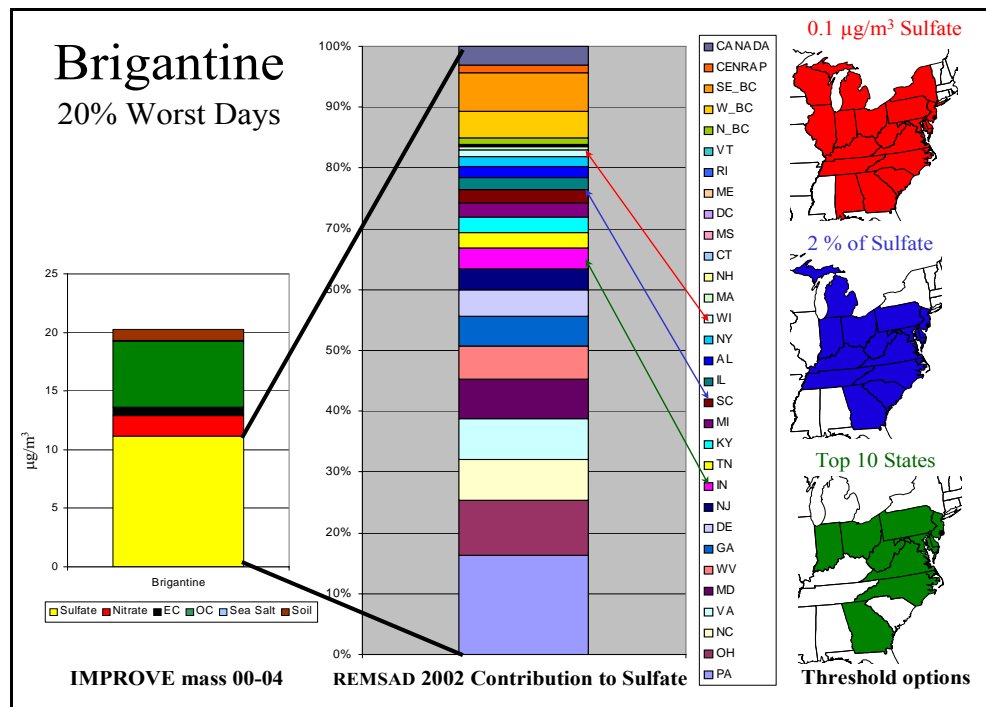 Brigantine
20% Worst Days
25
20
15
10
5
0
µg/m³
Brigantine
Sulfate Nitrate EC OC Sea Salt Soil
IMPROVE mass 00-04
100%
90%
80%
70%
60%
50%
40%
30%
20%
10%
0%
REMSAD 2002 Contribution to Sulfate
CANADA
CENRAP
SE_BC
W_BC
N_BC
VT
RI
ME
DC
MS
CT
NH
MA
WI
NY
AL
IL
SC
MI
KY
TN
IN
NJ
DE
GA
WV
MD
VA
NC
OH
PA
0.1 µg/m³ Sulfate
2 % of Sulfate
Top 10 States
Threshold options